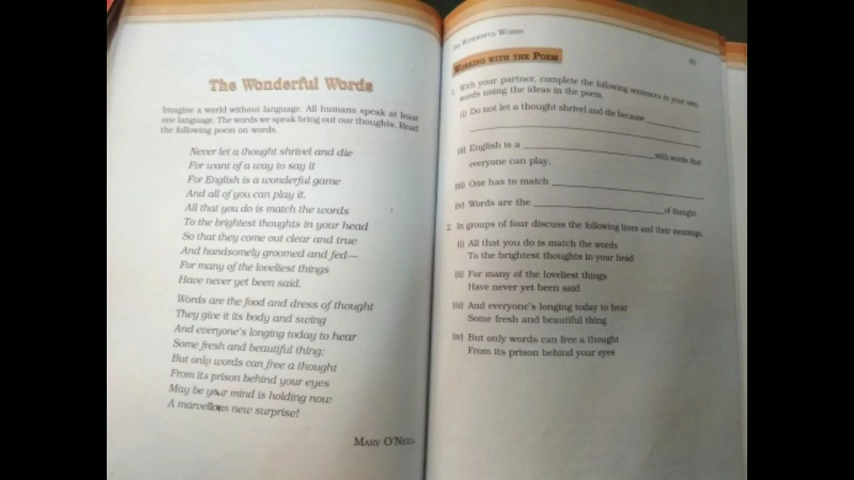 The Wonderful Words
Imagine a world without language. All humans speak at least
one language. The words we speak bring out our thoughts. Read
the following poem on words.
Never let a thought shrivel and die
For want of a way to say it
For English is a wonderful game
And all of you can play it.
All that you do is match the words
To the brightest thoughts in your head
So that they come out clear and true
And handsomely groomed and fed—
For many of the loveliest things
Have never yet been said.
Words are the food and dress of thought
They give it its body and swing
And everyone's longing today to hear
Some fresh and beautiful thing:
But only words can free a thought
From its prison behind your eyes
May be your mind is holding now
A marvellous new surprise!
MARY O'NEILL
THE WONDERFUL WORDS
WORKING WITH THE POEM
1. With your partner, complete the following sentences in your own
words using the ideas in the poem.
(i) Do not let a thought shrivel and die because
(ii) English is a with words that
everyone can play.
(iii) One has to match
(iv) Words are the of thought.
2. In groups of four discuss the following lines and their meanings.
(i) All that you do is match the words
To the brightest thoughts in your head
(ii) For many of the loveliest things
Have never yet been said
(iii) And everyone's longing today to hear
Some fresh and beautiful thing
(iv) But only words can free a thought
From its prison behind your eyes